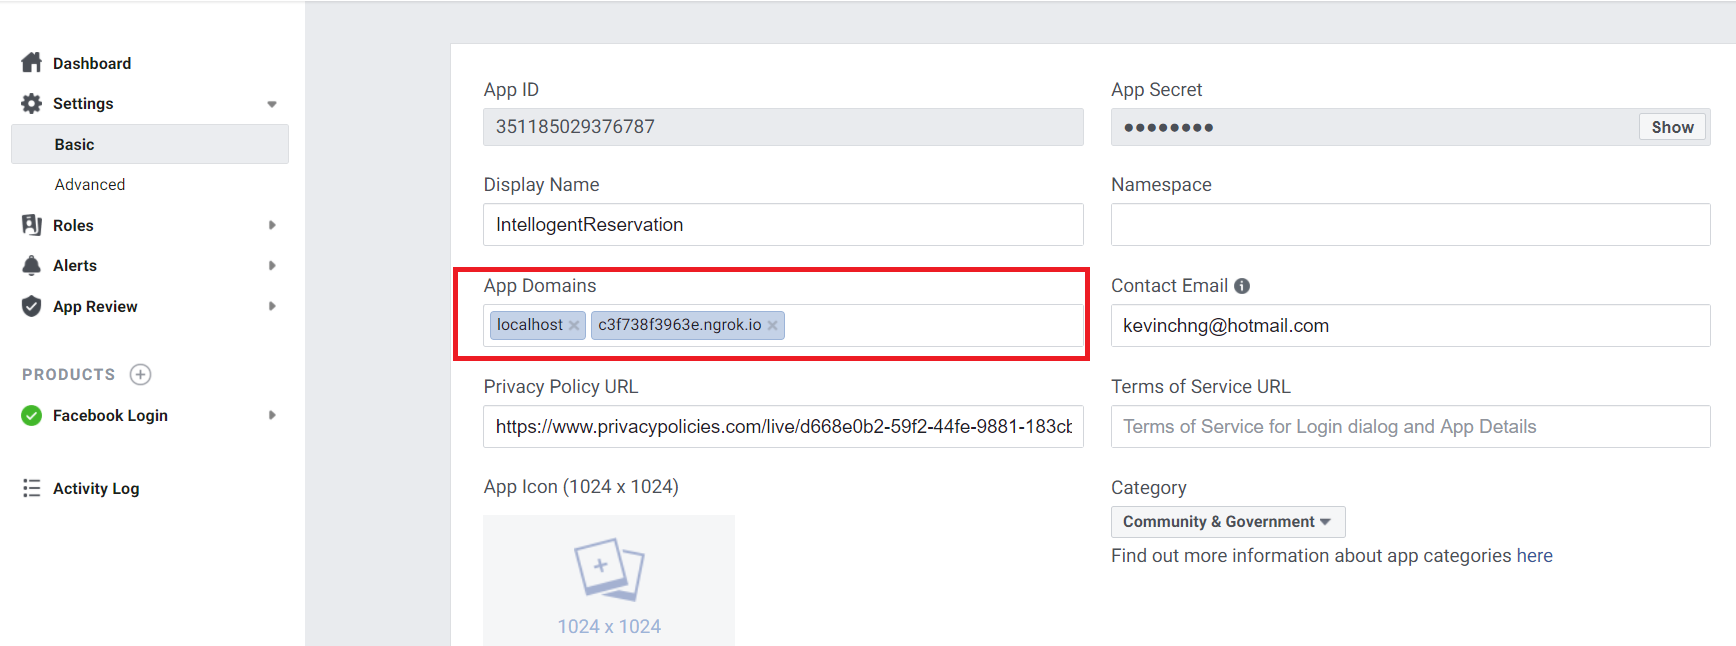 Dashboard
Settings
Basic
Advanced
Roles
Alerts
App Review
PRODUCTS
Facebook Login
Activity Log
App ID
351185029376787
App Secret
●●●●●●●●
Show
Display Name
IntellogentReservation
Namespace
App Domains
localhost × c3f738f3963e.ngrok.io ×
Contact Email
kevinchng@hotmail.com
Privacy Policy URL
https://www.privacypolicies.com/live/d668e0b2-59f2-44fe-9881-183cb
Terms of Service URL
Terms of Service for Login dialog and App Details
App Icon (1024 x 1024)
1024 x 1024
Category
Community & Government
Find out more information about app categories here